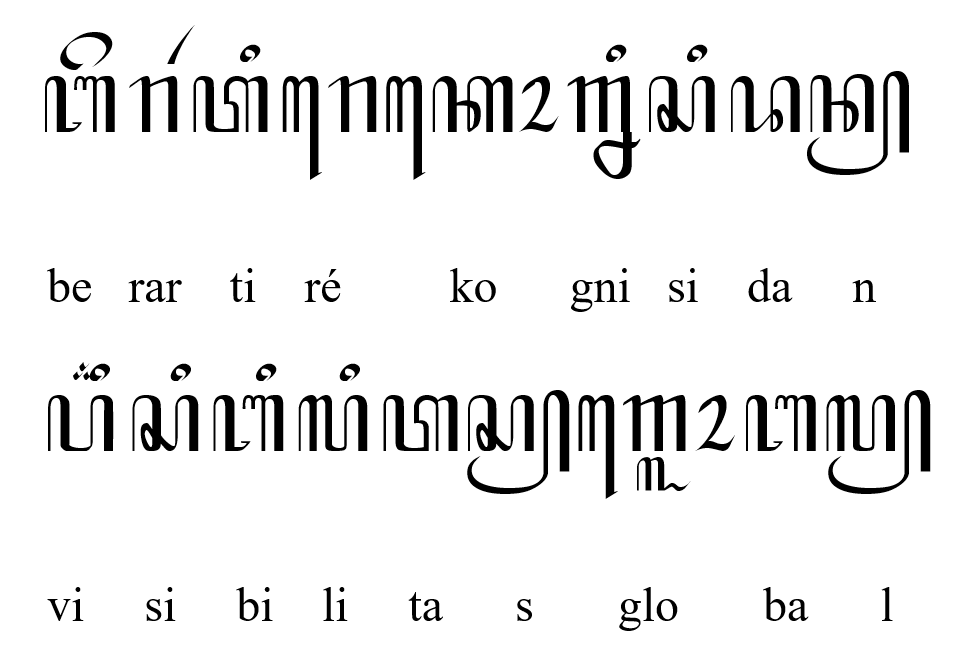 ꦧꦼꦫꦂꦠꦶꦫꦺꦏꦺꦴꦒ꧀ꦤꦶꦱꦶꦢꦤ꧀
be rar ti ré ko gni si da n
ꦮ꦳ꦶꦱꦶꦧꦶꦭꦶꦠꦱ꧀ꦒ꧀ꦭꦺꦴꦧꦭ꧀
vi si bi li ta s glo ba l